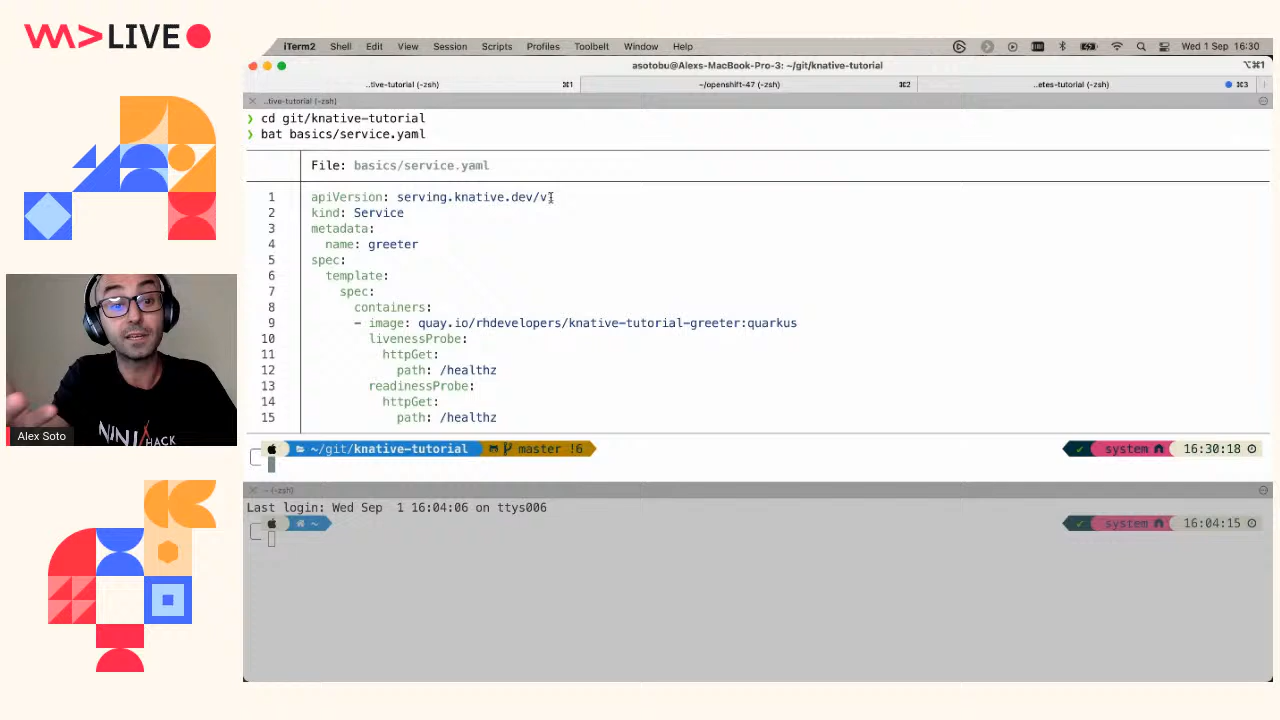 LIVE
iTerm2 Shell Edit View Session Scripts Profiles Toolbelt Window Help Wed 1 Sep 16:30
asotobu@Alexs-MacBook-Pro-3: ~/git/knative-tutorial ⌥⌘1
..tive-tutorial (-zsh) ⌘1 ~/openshift-47 (-zsh) ⌘2 ..etes-tutorial (-zsh) ⌘3
..tive-tutorial (-zsh)
❯ cd git/knative-tutorial
❯ bat basics/service.yaml
File: basics/service.yaml
1 apiVersion: serving.knative.dev/v
2 kind: Service
3 metadata:
4 name: greeter
5 spec:
6 template:
7 spec:
8 containers:
9 - image: quay.io/rhdevelopers/knative-tutorial-greeter:quarkus
10 livenessProbe:
11 httpGet:
12 path: /healthz
13 readinessProbe:
14 httpGet:
15 path: /healthz
~/git/knative-tutorial master !6 ✓ system 16:30:18
~ (-zsh)
Last login: Wed Sep 1 16:04:06 on ttys006
~ ✓ system 16:04:15
NINJA HACK
Alex Soto